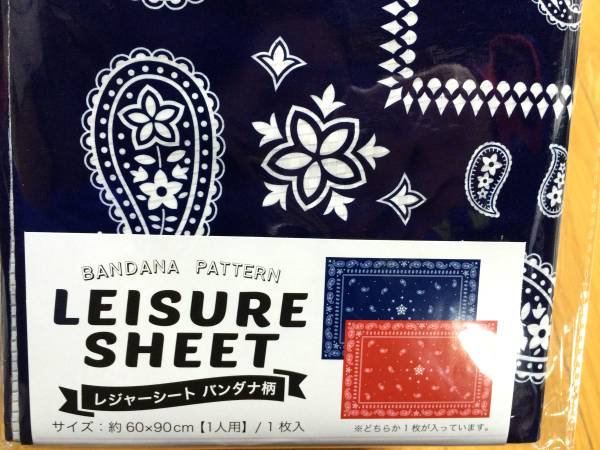 BANDANA PATTERN
LEISURE
SHEET
レジャーシート バンダナ柄
サイズ：約60×90cm【1人用】/1枚入
※どちらか1枚が入っています。